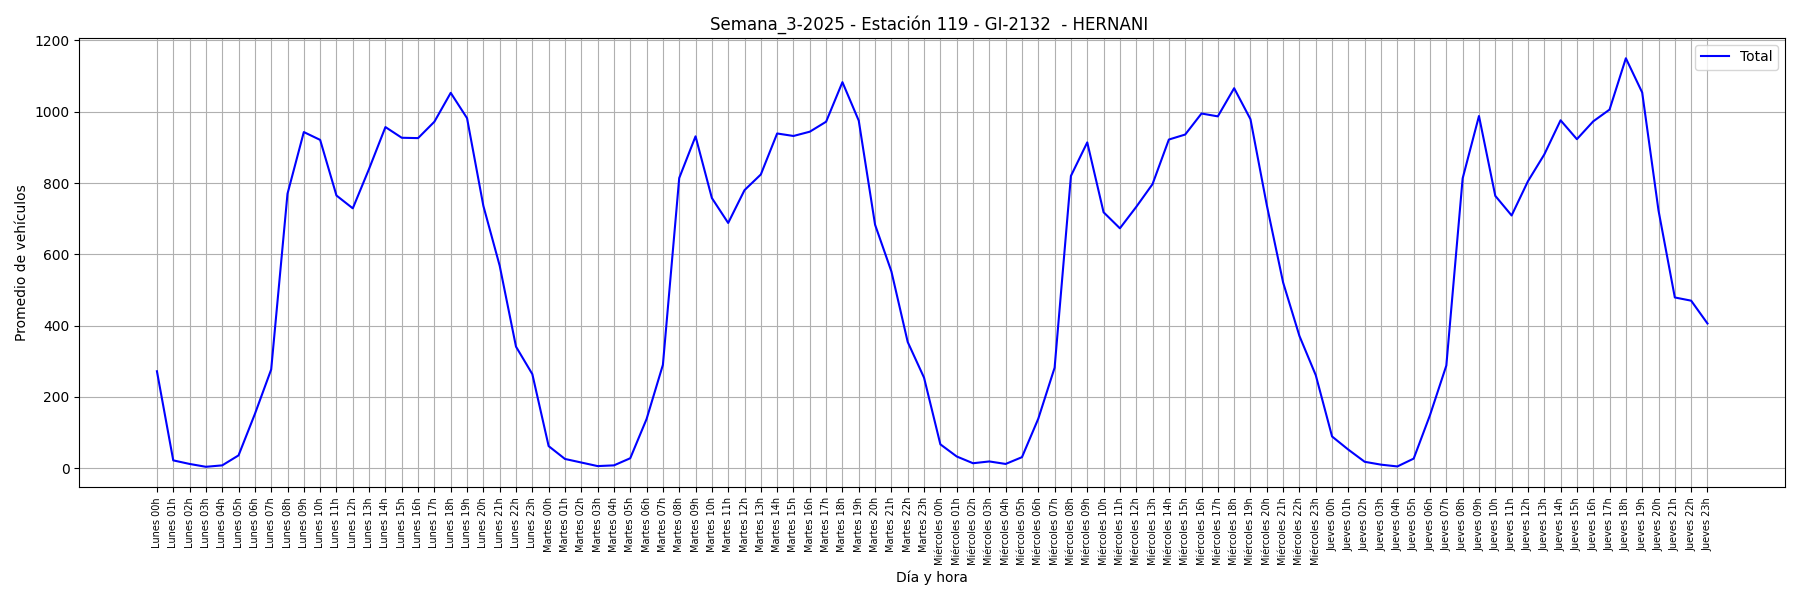 Semana_3-2025 - Estación 119 - GI-2132  - HERNANI
Total
Promedio de vehículos
1200
1000
800
600
400
200
0
Lunes 00h
Lunes 01h
Lunes 02h
Lunes 03h
Lunes 04h
Lunes 05h
Lunes 06h
Lunes 07h
Lunes 08h
Lunes 09h
Lunes 10h
Lunes 11h
Lunes 12h
Lunes 13h
Lunes 14h
Lunes 15h
Lunes 16h
Lunes 17h
Lunes 18h
Lunes 19h
Lunes 20h
Lunes 21h
Lunes 22h
Lunes 23h
Martes 00h
Martes 01h
Martes 02h
Martes 03h
Martes 04h
Martes 05h
Martes 06h
Martes 07h
Martes 08h
Martes 09h
Martes 10h
Martes 11h
Martes 12h
Martes 13h
Martes 14h
Martes 15h
Martes 16h
Martes 17h
Martes 18h
Martes 19h
Martes 20h
Martes 21h
Martes 22h
Martes 23h
Miércoles 00h
Miércoles 01h
Miércoles 02h
Miércoles 03h
Miércoles 04h
Miércoles 05h
Miércoles 06h
Miércoles 07h
Miércoles 08h
Miércoles 09h
Miércoles 10h
Miércoles 11h
Miércoles 12h
Miércoles 13h
Miércoles 14h
Miércoles 15h
Miércoles 16h
Miércoles 17h
Miércoles 18h
Miércoles 19h
Miércoles 20h
Miércoles 21h
Miércoles 22h
Miércoles 23h
Jueves 00h
Jueves 01h
Jueves 02h
Jueves 03h
Jueves 04h
Jueves 05h
Jueves 06h
Jueves 07h
Jueves 08h
Jueves 09h
Jueves 10h
Jueves 11h
Jueves 12h
Jueves 13h
Jueves 14h
Jueves 15h
Jueves 16h
Jueves 17h
Jueves 18h
Jueves 19h
Jueves 20h
Jueves 21h
Jueves 22h
Jueves 23h
Día y hora